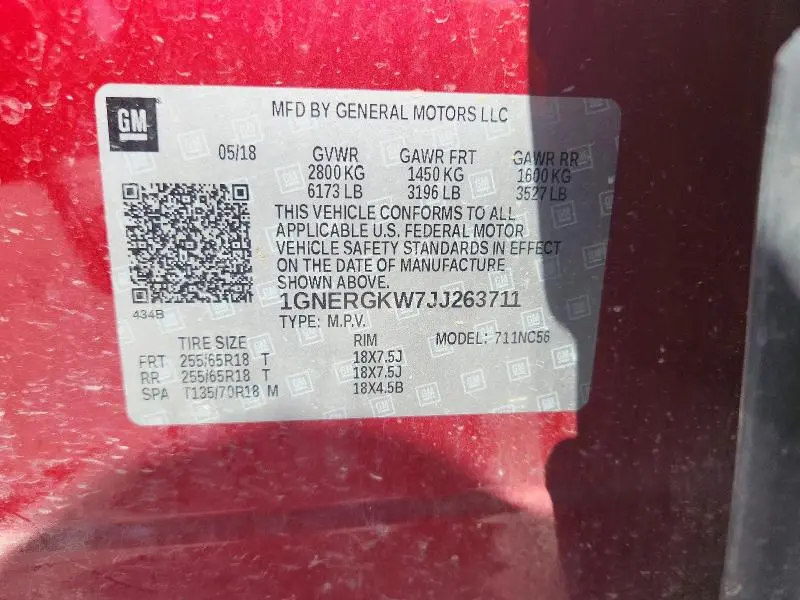 GM
MFD BY GENERAL MOTORS LLC
05/18 GVWR GAWR FRT GAWR RR
2800 KG 1450 KG 1600 KG
6173 LB 3196 LB 3527 LB
THIS VEHICLE CONFORMS TO ALL
APPLICABLE U.S. FEDERAL MOTOR
VEHICLE SAFETY STANDARDS IN EFFECT
ON THE DATE OF MANUFACTURE
SHOWN ABOVE.
1GNERGKW7JJ263711
434B
TYPE: M.P.V. MODEL: 711NC56
TIRE SIZE RIM
FRT 255/65R18 T 18X7.5J
RR 255/65R18 T 18X7.5J
SPA T135/70R18 M 18X4.5B